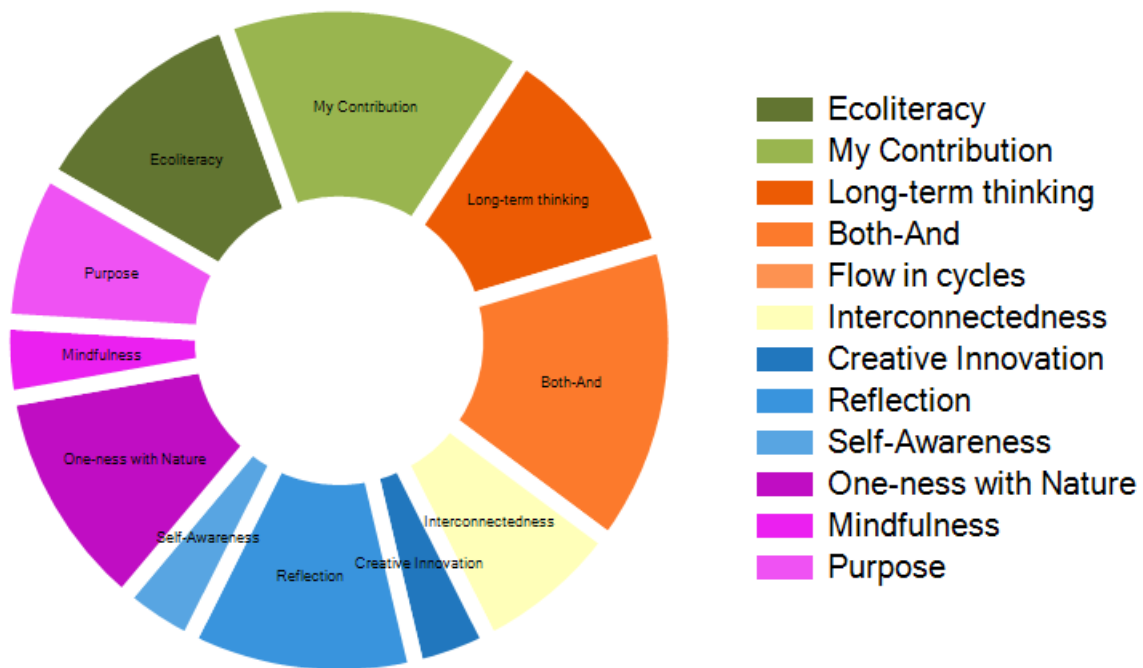 My Contribution
Ecoliteracy
Long-term thinking
Purpose
Mindfulness
Both-And
One-ness with Nature
Interconnectedness
Self-Awareness
Creative Innovation
Reflection
Ecoliteracy
My Contribution
Long-term thinking
Both-And
Flow in cycles
Interconnectedness
Creative Innovation
Reflection
Self-Awareness
One-ness with Nature
Mindfulness
Purpose